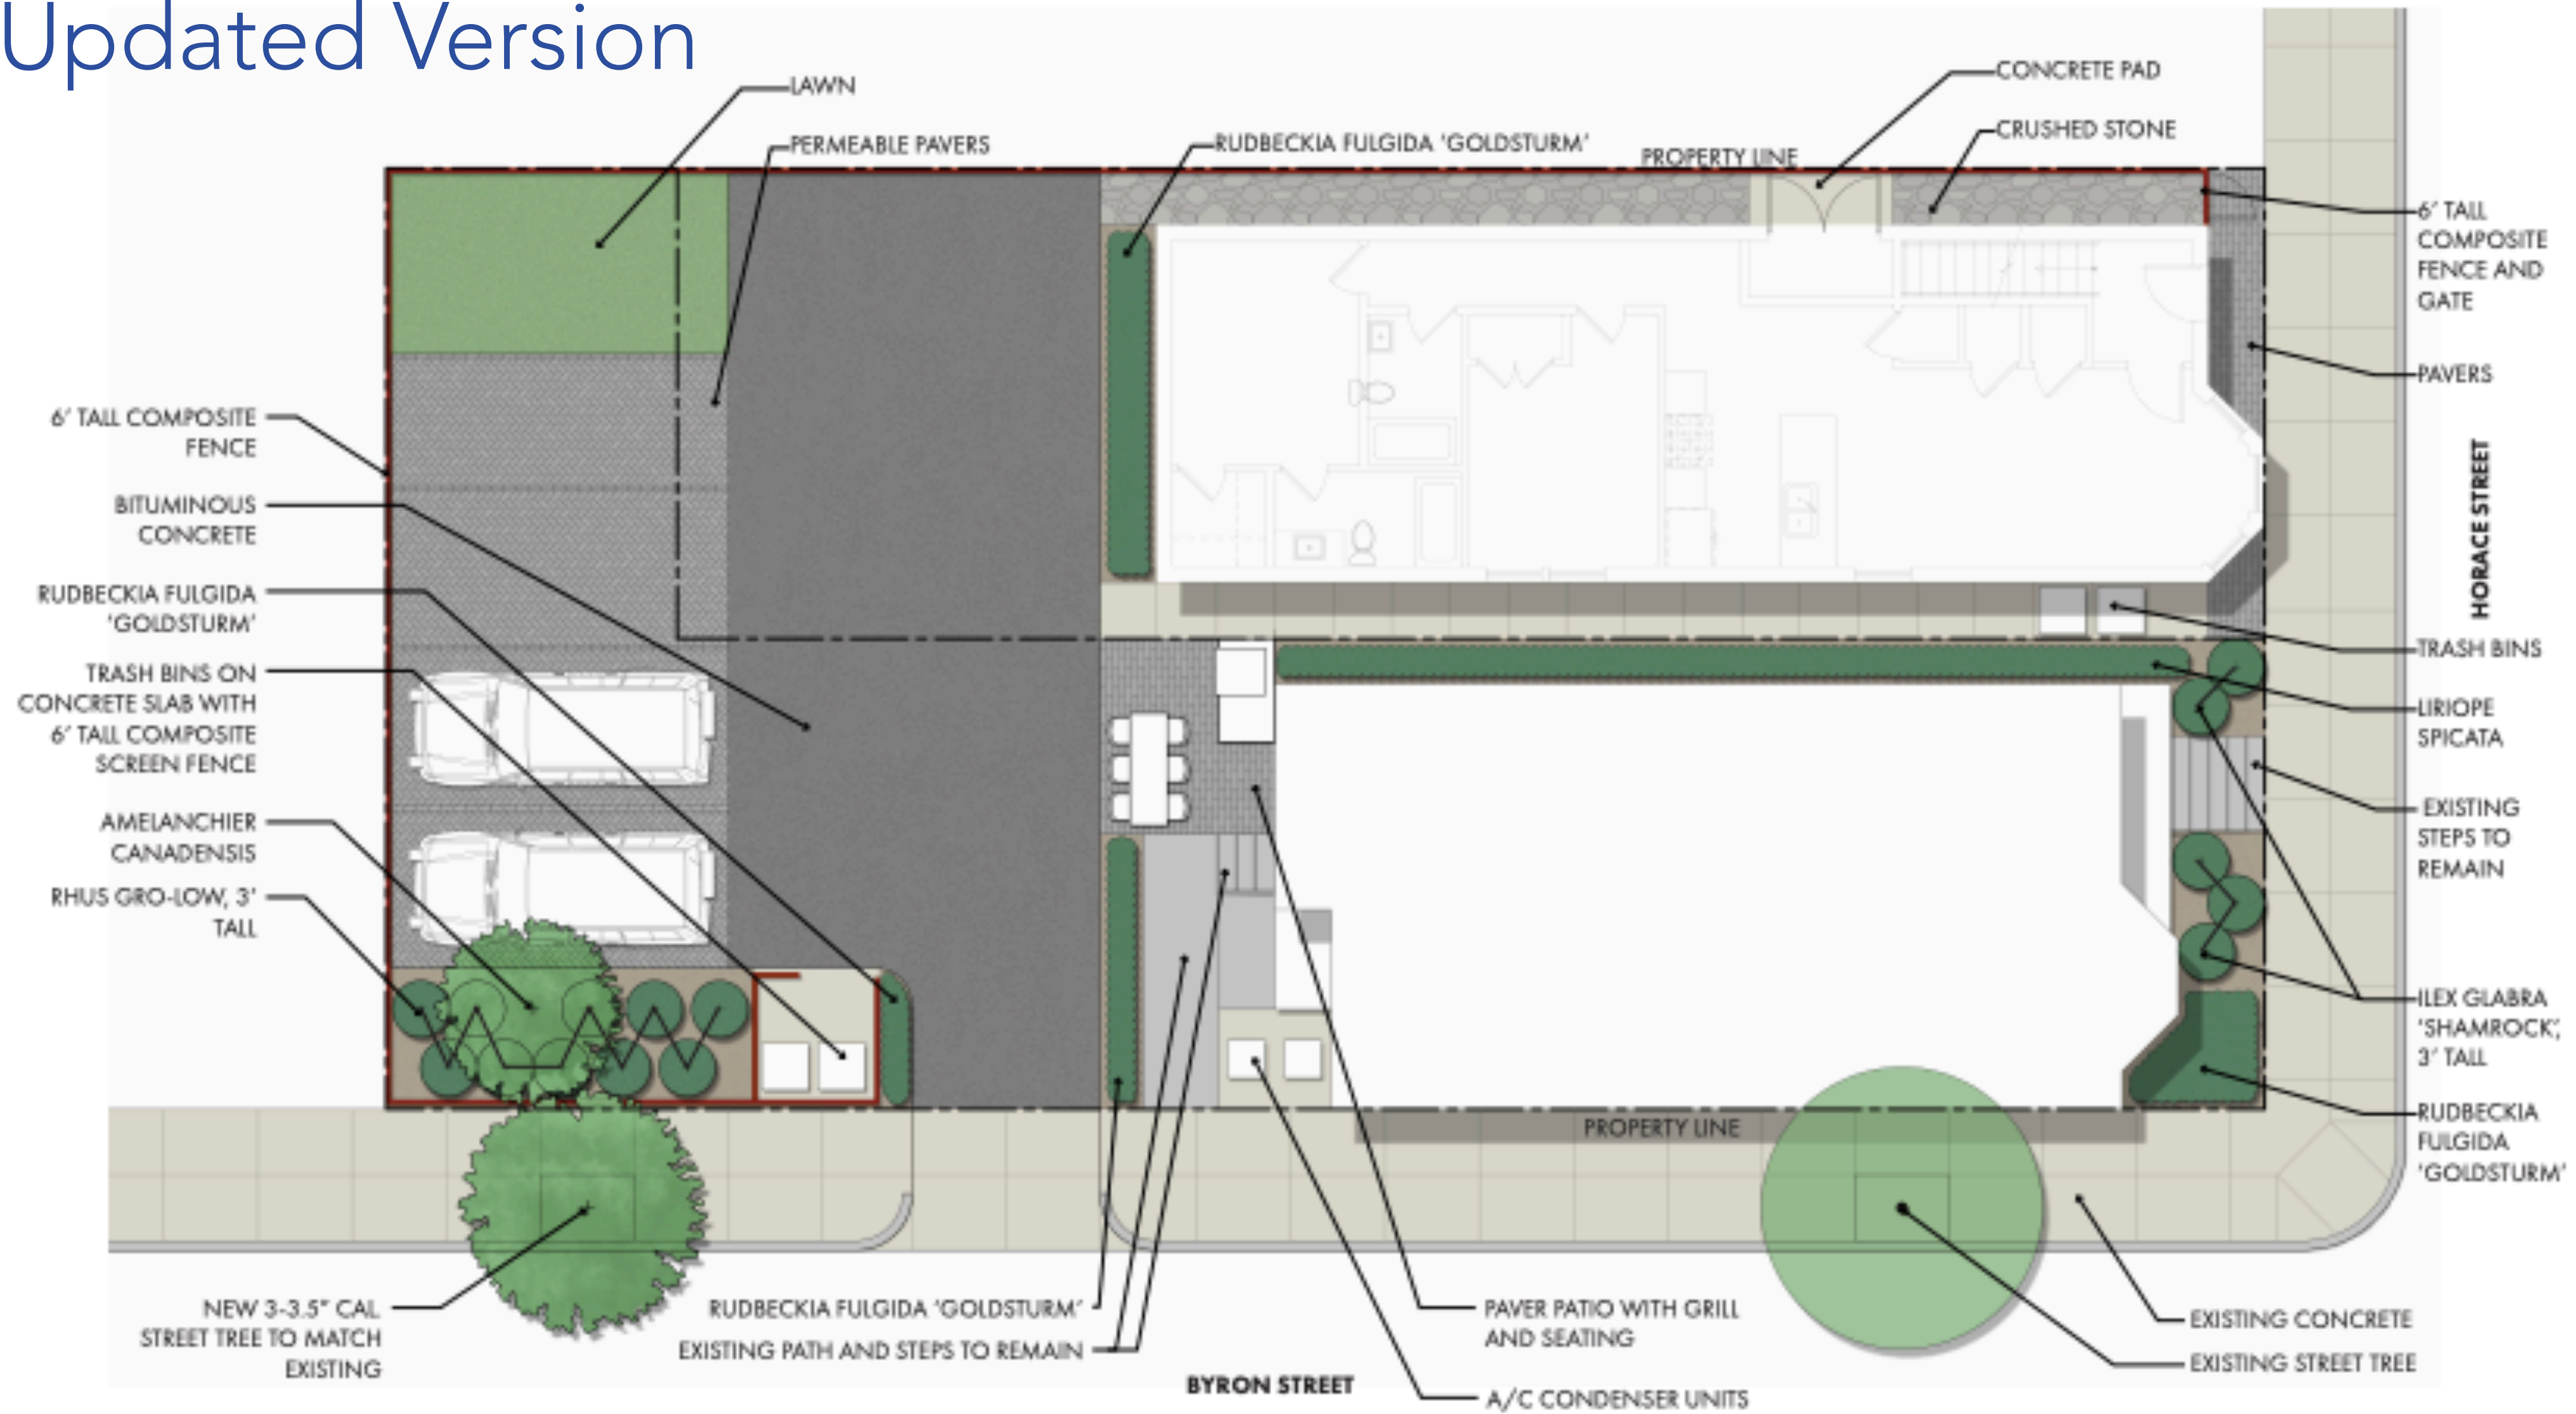 Updated Version
LAWN
PERMEABLE PAVERS
RUDBECKIA FULGIDA 'GOLDSTURM'
PROPERTY LINE
CONCRETE PAD
CRUSHED STONE
6' TALL
COMPOSITE
FENCE AND
GATE
PAVERS
HORACE STREET
TRASH BINS
LIRIOPE
SPICATA
EXISTING
STEPS TO
REMAIN
ILEX GLABRA
'SHAMROCK',
3' TALL
RUDBECKIA
FULGIDA
'GOLDSTURM'
6' TALL COMPOSITE
FENCE
BITUMINOUS
CONCRETE
RUDBECKIA FULGIDA
'GOLDSTURM'
TRASH BINS ON
CONCRETE SLAB WITH
6' TALL COMPOSITE
SCREEN FENCE
AMELANCHIER
CANADENSIS
RHUS GRO-LOW, 3'
TALL
PROPERTY LINE
NEW 3-3.5" CAL
STREET TREE TO MATCH
EXISTING
RUDBECKIA FULGIDA 'GOLDSTURM'
EXISTING PATH AND STEPS TO REMAIN
BYRON STREET
PAVER PATIO WITH GRILL
AND SEATING
A/C CONDENSER UNITS
EXISTING CONCRETE
EXISTING STREET TREE